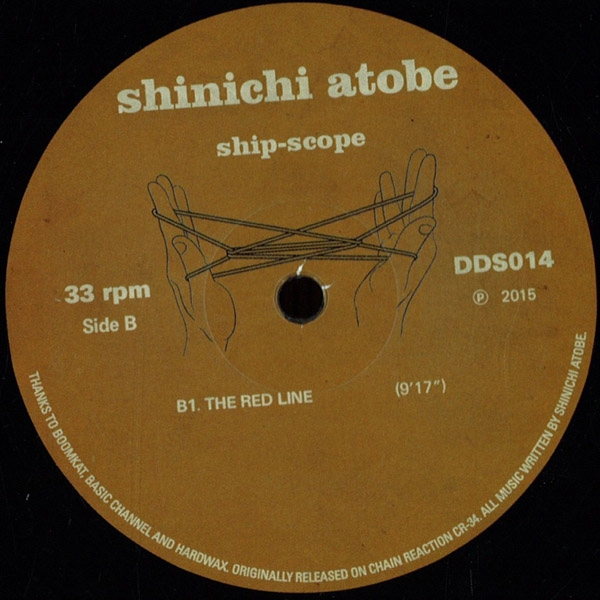 shinichi atobe
ship-scope
33 rpm
Side B
DDS014
Ⓟ 2015
B1. THE RED LINE (9'17")
THANKS TO BOOMKAT, BASIC CHANNEL AND HARDWAX. ORIGINALLY RELEASED ON CHAIN REACTION CR-34. ALL MUSIC WRITTEN BY SHINICHI ATOBE.